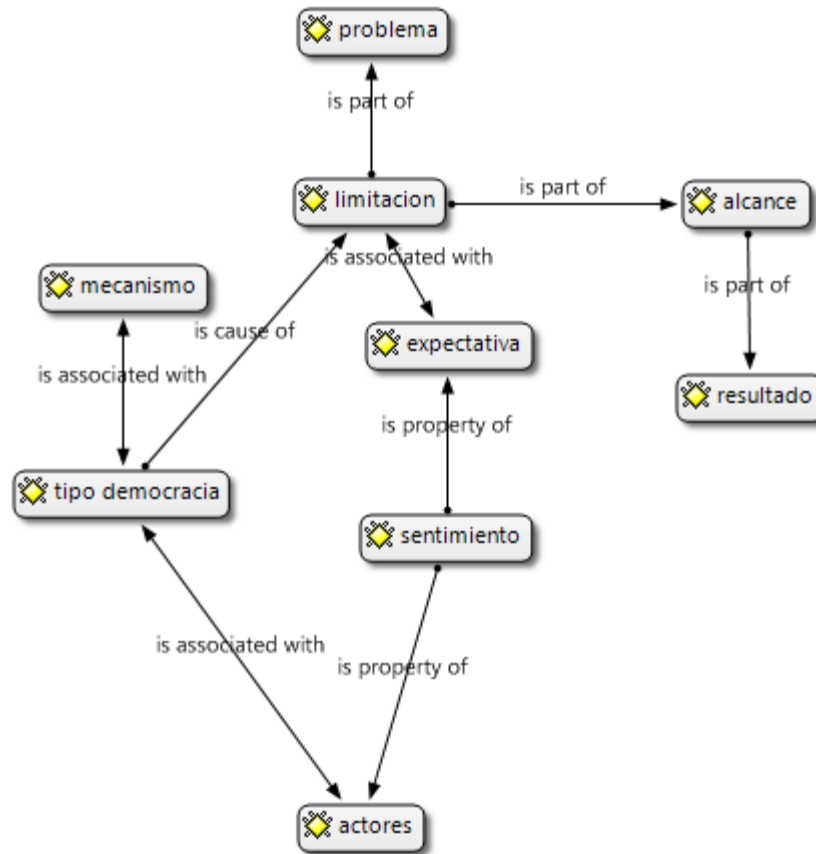 problema
is part of
limitacion
is part of
alcance
is associated with
mecanismo
is part of
is cause of
expectativa
is associated with
resultado
is property of
tipo democracia
sentimiento
is associated with
is property of
actores